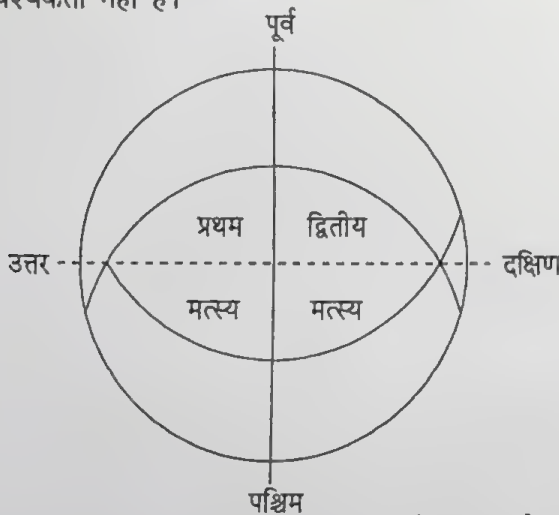 नहीं है।
पूर्व
प्रथम द्वितीय
उत्तर दक्षिण
मत्स्य मत्स्य
पश्चिम